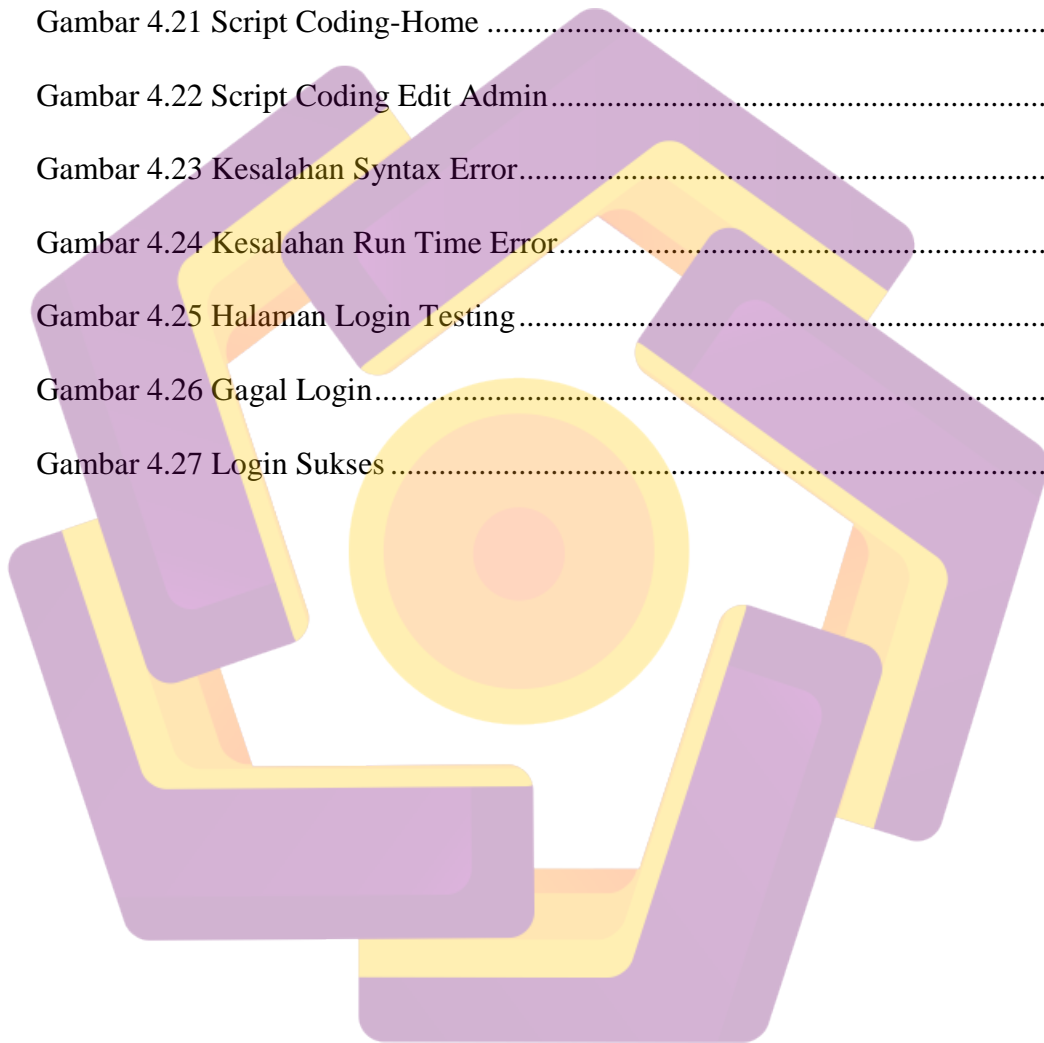 Gambar 4.21 Script Coding-Home ................................................................
Gambar 4.22 Script Coding Edit Admin.........................................................
Gambar 4.23 Kesalahan Syntax Error.............................................................
Gambar 4.24 Kesalahan Run Time Error........................................................
Gambar 4.25 Halaman Login Testing.............................................................
Gambar 4.26 Gagal Login..............................................................................
Gambar 4.27 Login Sukses ............................................................................